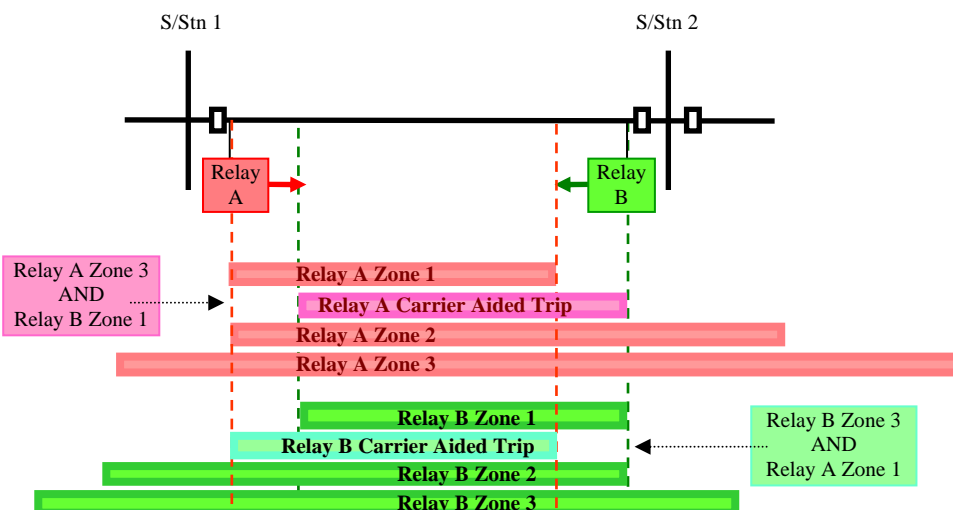 S/Stn 1
S/Stn 2
Relay
A
Relay
B
Relay A Zone 3
AND
Relay B Zone 1
Relay A Zone 1
Relay A Carrier Aided Trip
Relay A Zone 2
Relay A Zone 3
Relay B Zone 1
Relay B Carrier Aided Trip
Relay B Zone 2
Relay B Zone 3
Relay B Zone 3
AND
Relay A Zone 1